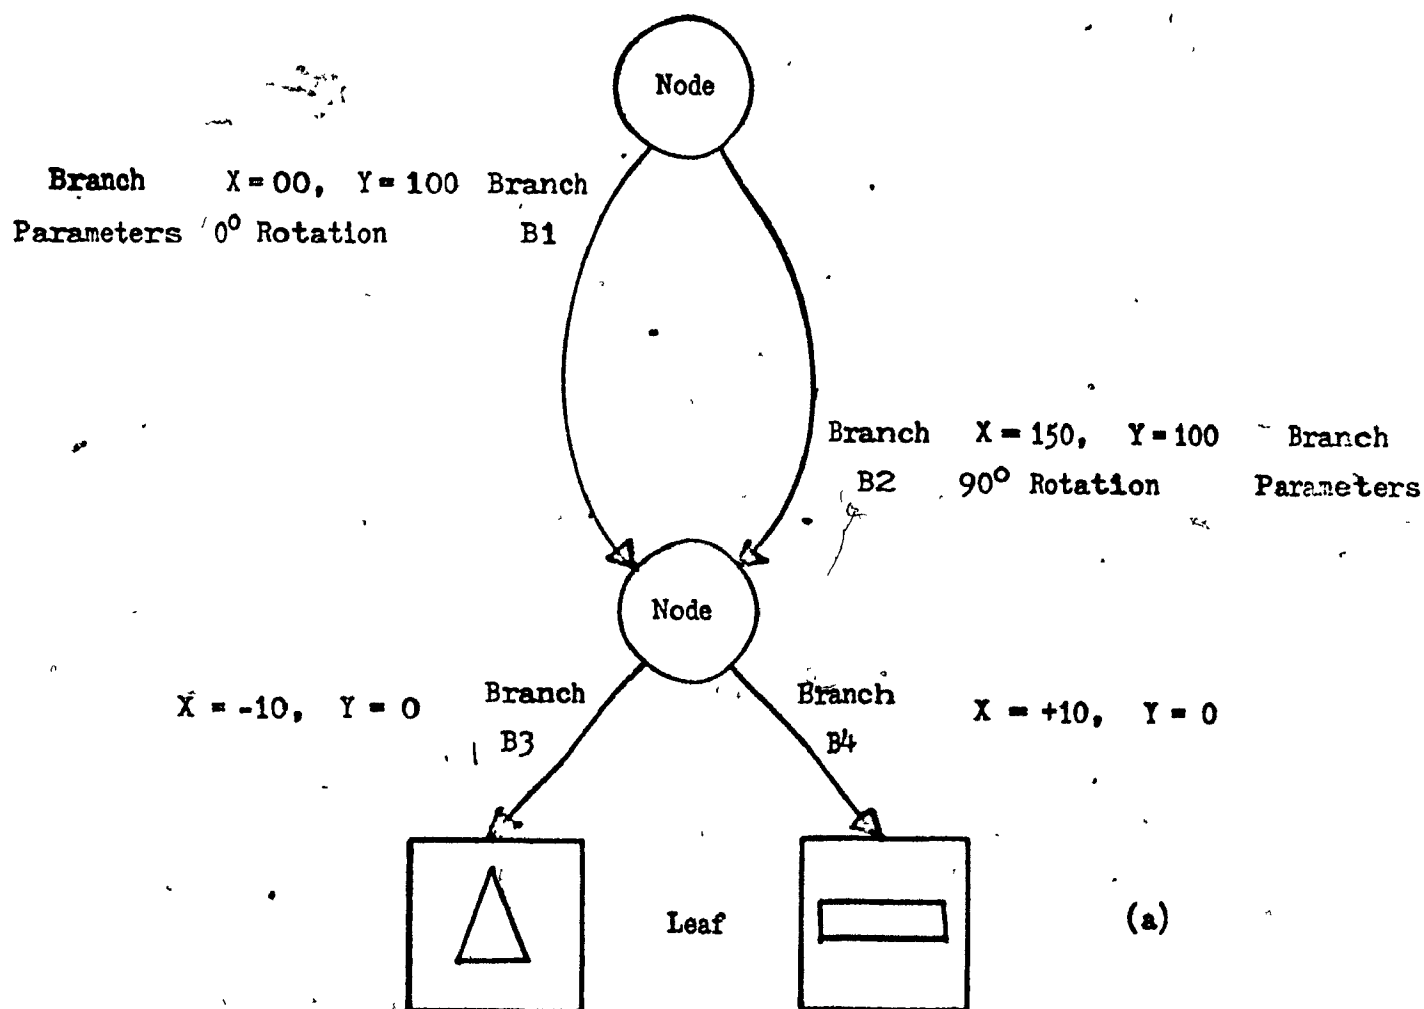 Node
Branch X = 00, Y = 100 Branch
Parameters 0° Rotation B1
Branch X = 150, Y = 100 Branch
B2 90° Rotation Parameters
Node
X = -10, Y = 0 Branch Branch X = +10, Y = 0
B3 B4
Leaf (a)